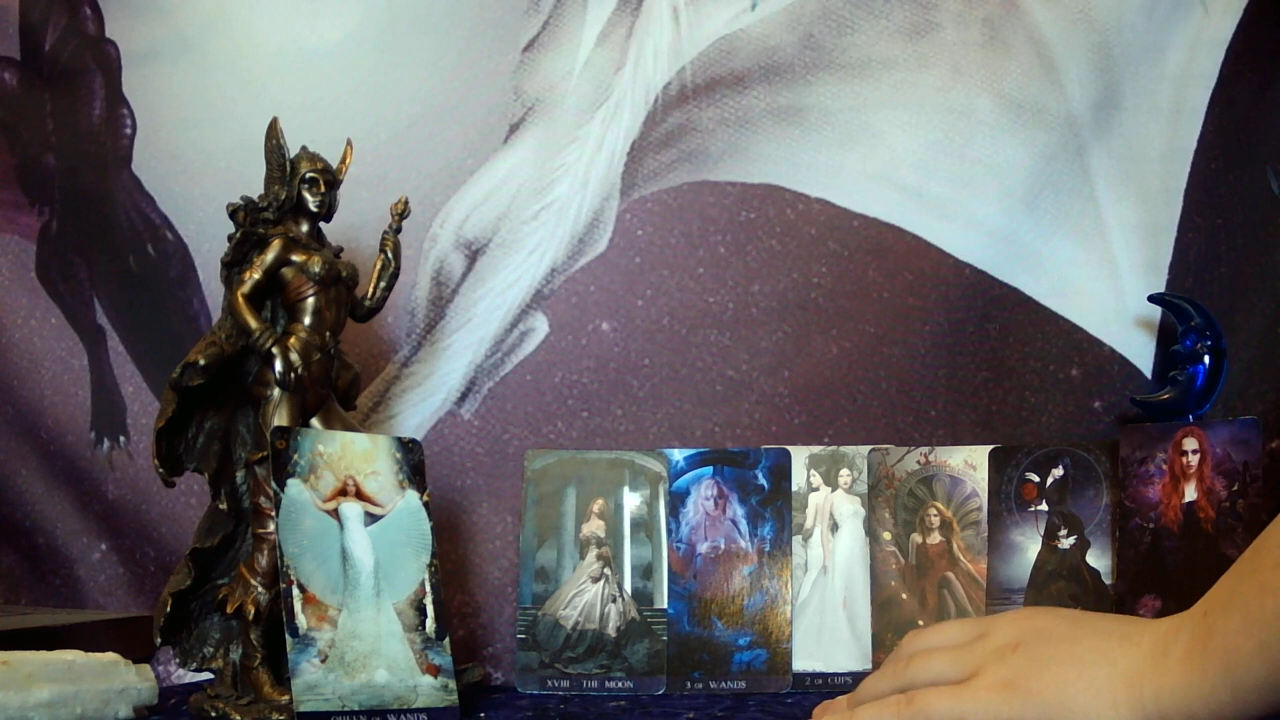 QUEEN OF WANDS
XVIII - THE MOON
3 OF WANDS
2 OF CUPS